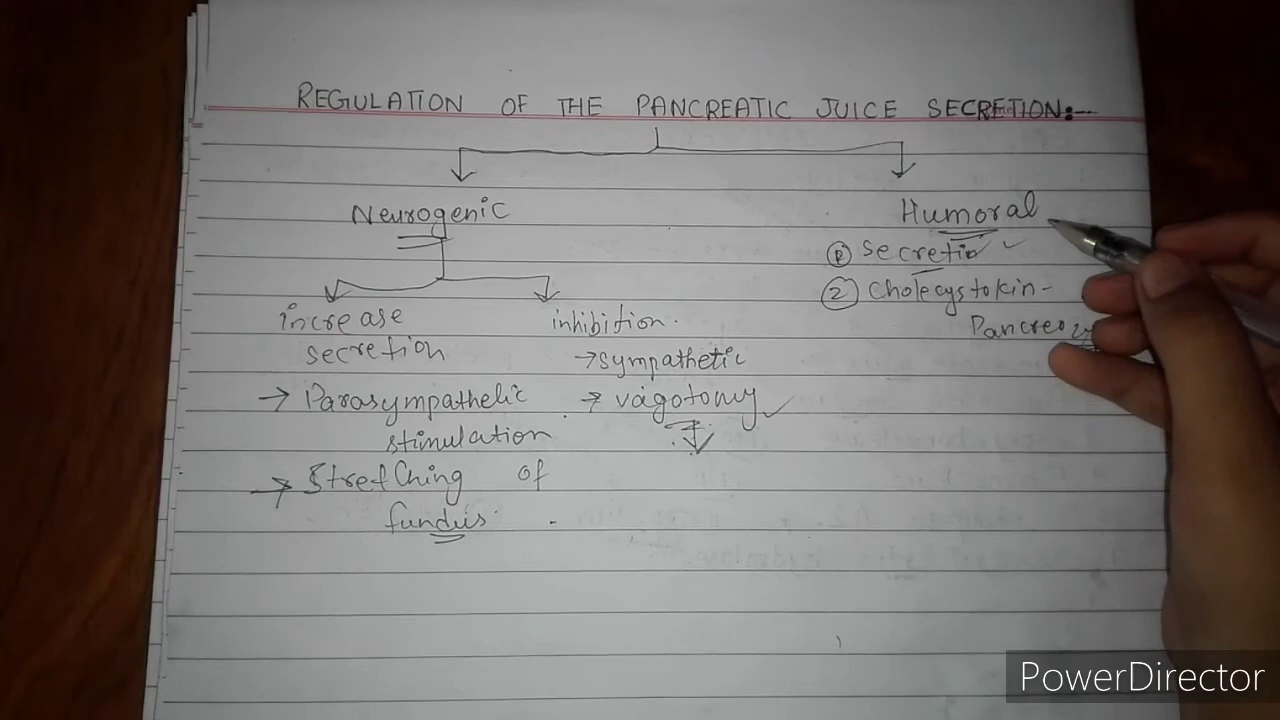 REGULATION OF THE PANCREATIC JUICE SECRETION:-
Neurogenic
increase
secretion
→ Parasympathetic
stimulation
→ Stretching of
fundus.
inhibition.
→ sympathetic
→ vagotomy
Humoral
① secretin
② cholecystokin-
PowerDirector